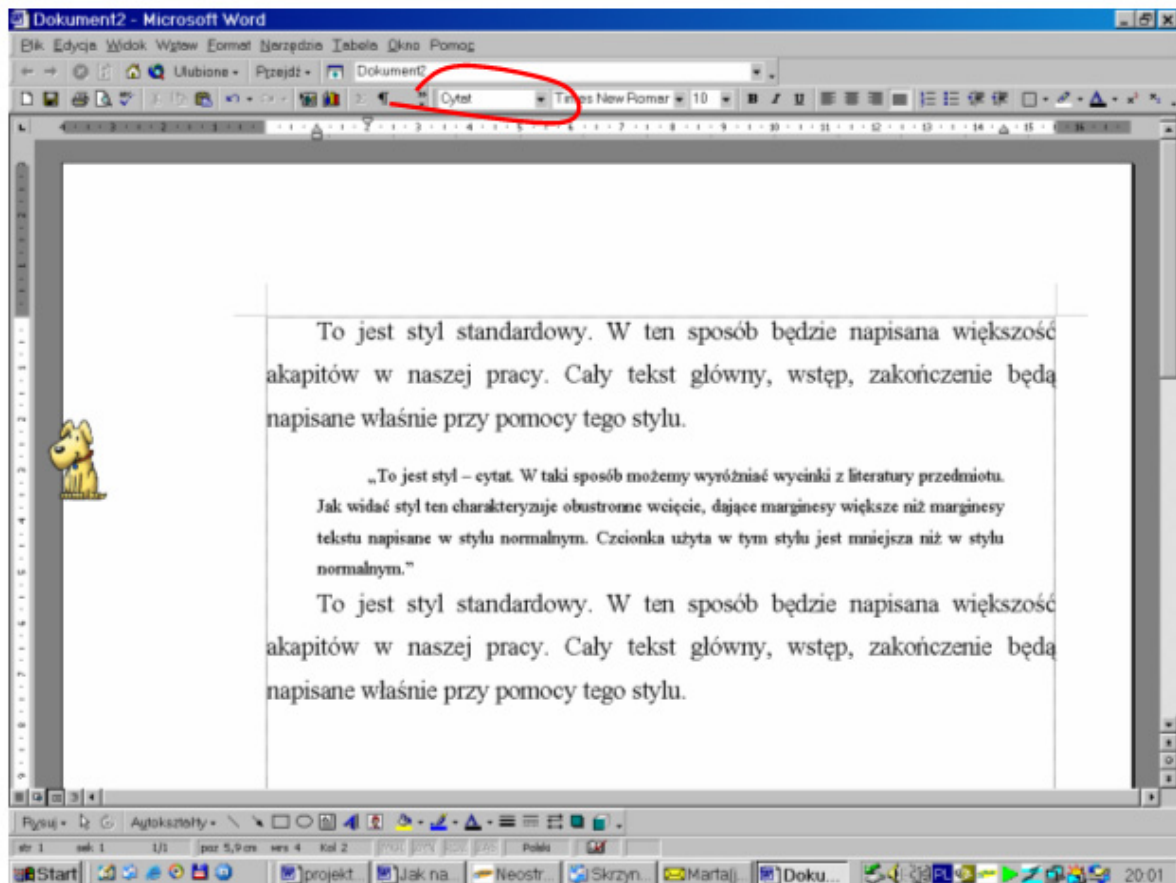 Dokument2 - Microsoft Word
Plik Edycja Widok Wstaw Format Narzędzia Tabela Okno Pomoc
Ulubione Przejdź Dokument2
Cytat Times New Roman 10 B I U
To jest styl standardowy. W ten sposób będzie napisana większość
akapitów w naszej pracy. Cały tekst główny, wstęp, zakończenie będą
napisane właśnie przy pomocy tego stylu.
„To jest styl – cytat. W taki sposób możemy wyróżniać wycinki z literatury przedmiotu.
Jak widać styl ten charakteryzuje obustronne wcięcie, dające marginesy większe niż marginesy
tekstu napisane w stylu normalnym. Czcionka użyta w tym stylu jest mniejsza niż w stylu
normalnym.”
To jest styl standardowy. W ten sposób będzie napisana większość
akapitów w naszej pracy. Cały tekst główny, wstęp, zakończenie będą
napisane właśnie przy pomocy tego stylu.
Rysuj Autokształty
str 1 sek 1 1/1 poz 5,9 cm wrs 4 Kol 2 Polski
Start projekt... Jak na... Neostr... Skrzyn... Marta(j... Doku... PL 20:01